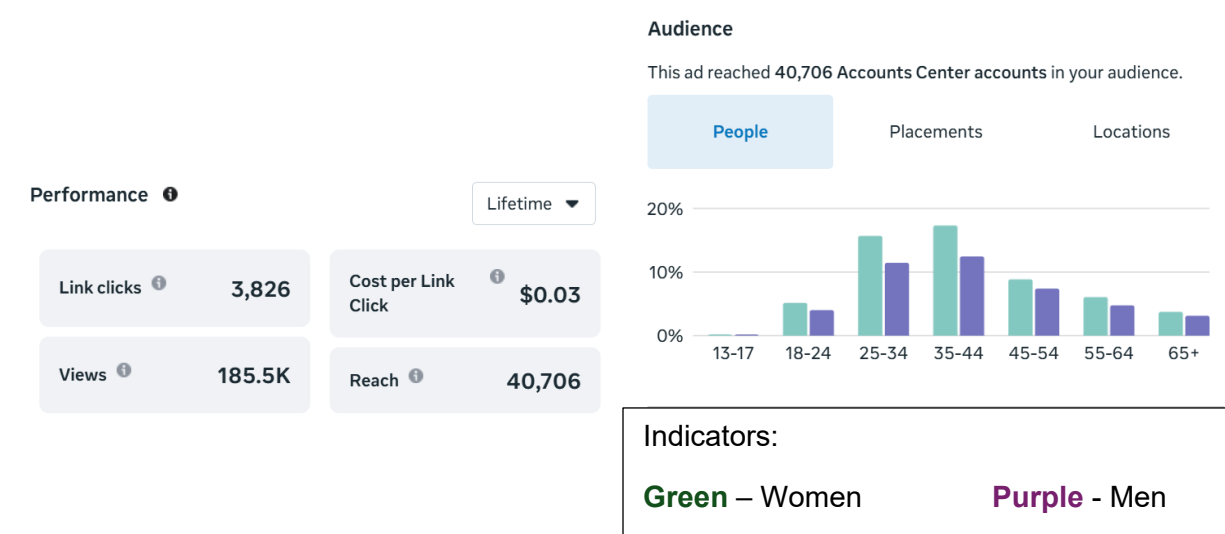 Performance
Lifetime
Link clicks 3,826
Cost per Link
Click
$0.03
Views 185.5K
Reach 40,706
Audience
This ad reached 40,706 Accounts Center accounts in your audience.
People Placements Locations
20%
10%
0%
13-17 18-24 25-34 35-44 45-54 55-64 65+
Indicators:
Green – Women Purple - Men